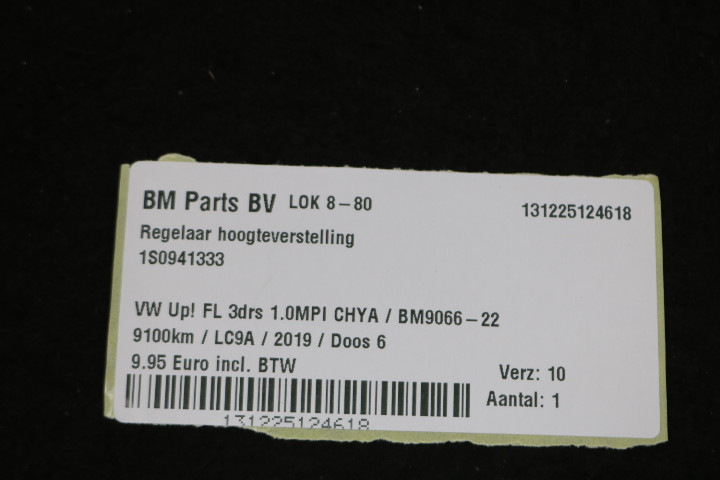 BM Parts BV LOK 8-80 131225124618
Regelaar hoogteverstelling
1S0941333
VW Up! FL 3drs 1.0MPI CHYA / BM9066-22
9100km / LC9A / 2019 / Doos 6
9.95 Euro incl. BTW Verz: 10
Aantal: 1
131225124618